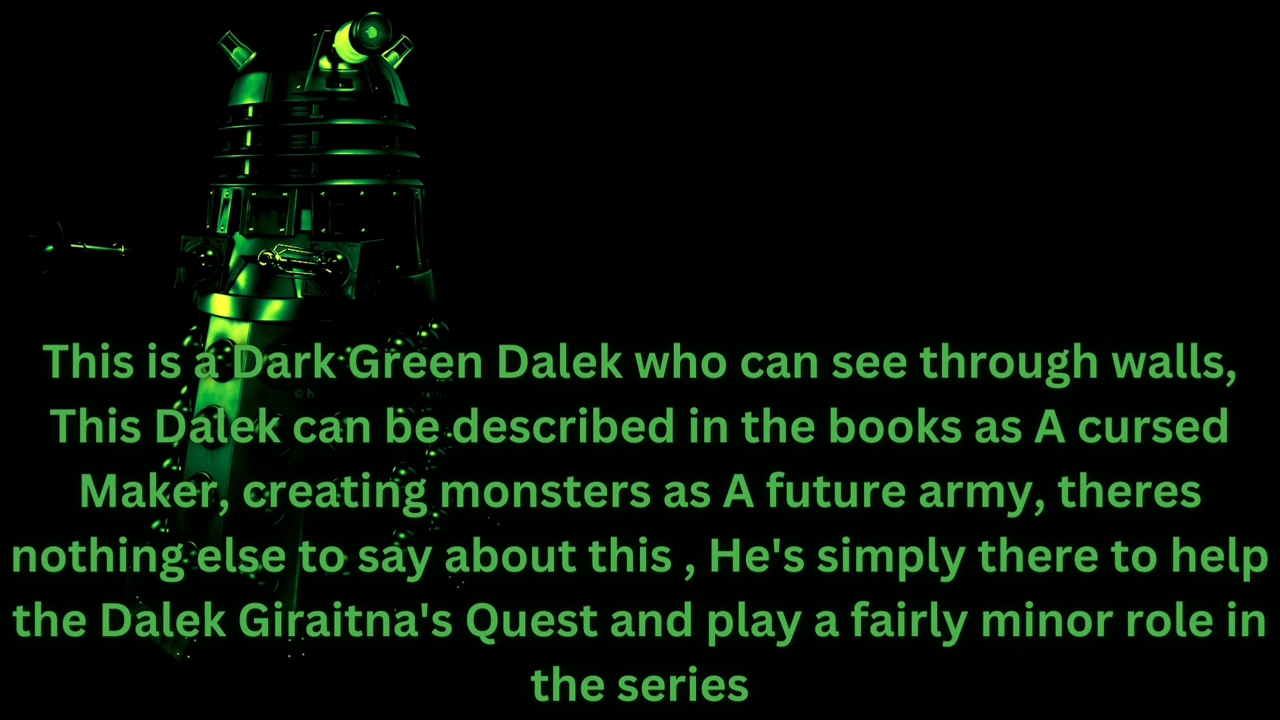 This is a Dark Green Dalek who can see through walls,
This Dalek can be described in the books as A cursed
Maker, creating monsters as A future army, theres
nothing else to say about this , He's simply there to help
the Dalek Giraitna's Quest and play a fairly minor role in
the series